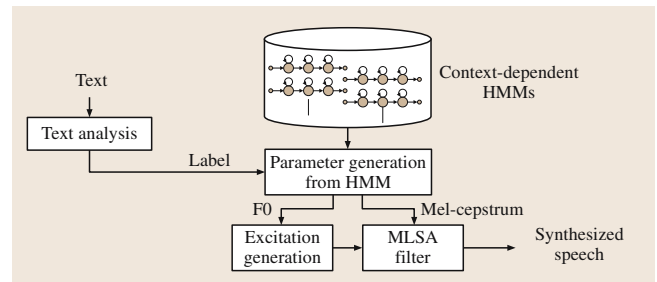 Text
Text analysis
Label
Context-dependent
HMMs
Parameter generation
from HMM
F0
Mel-cepstrum
Excitation
generation
MLSA
filter
Synthesized
speech